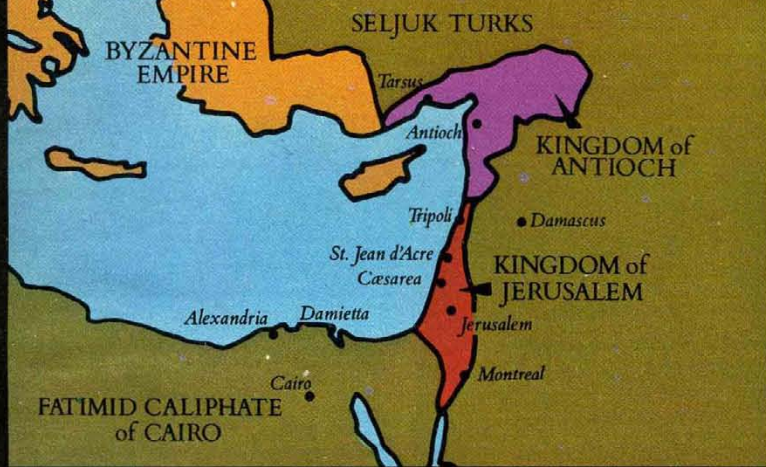 SELJUK TURKS
BYZANTINE
EMPIRE
Tarsus
Antioch
KINGDOM of
ANTIOCH
Tripoli
Damascus
St. Jean d'Acre
Cæsarea
KINGDOM of
JERUSALEM
Alexandria
Damietta
Jerusalem
Montreal
Cairo
FATIMID CALIPHATE
of CAIRO